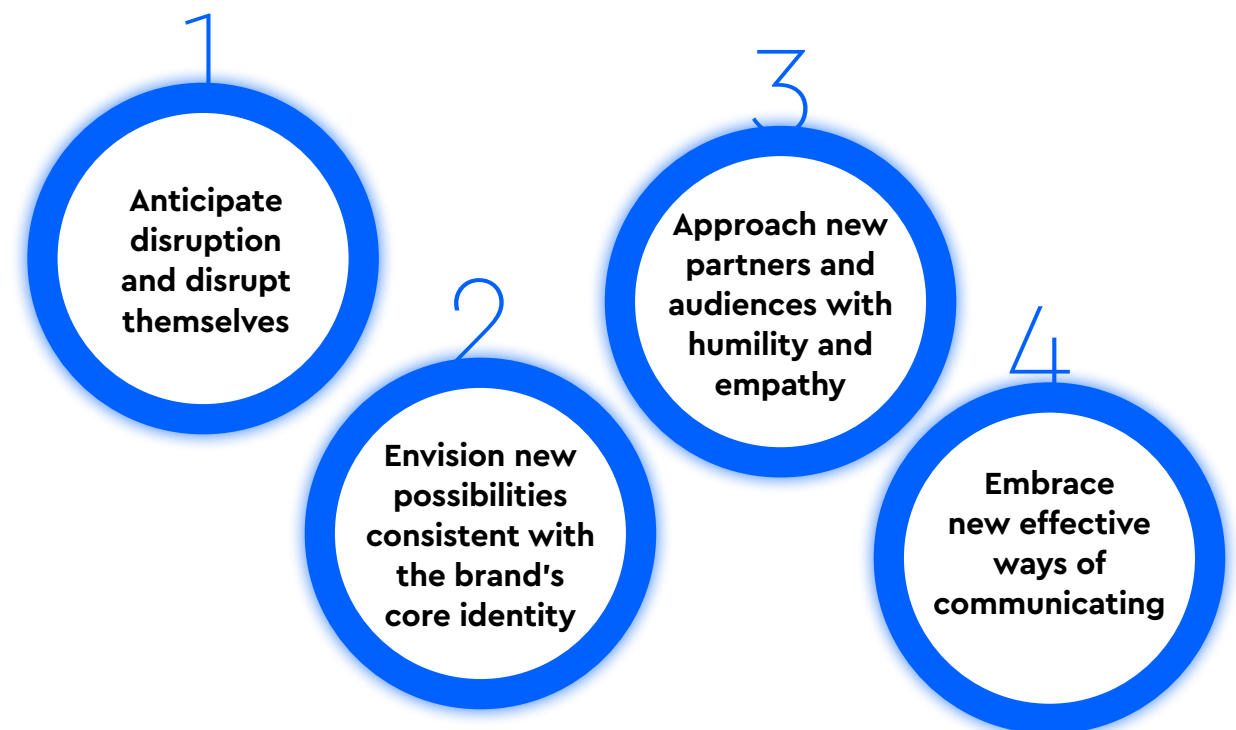 1
Anticipate
disruption
and disrupt
themselves
2
Envision new
possibilities
consistent with
the brand's
core identity
3
Approach new
partners and
audiences with
humility and
empathy
4
Embrace
new effective
ways of
communicating